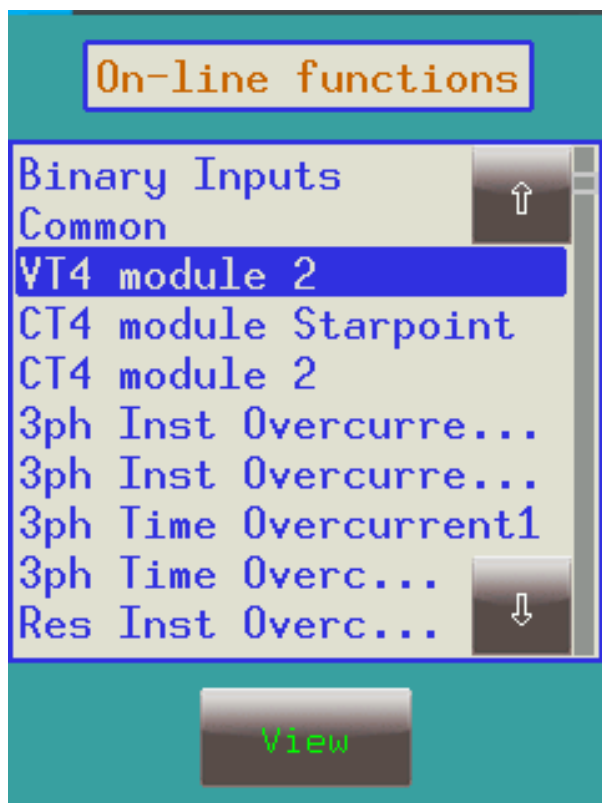 On-line functions
Binary Inputs
Common
VT4 module 2
CT4 module Starpoint
CT4 module 2
3ph Inst Overcurre...
3ph Inst Overcurre...
3ph Time Overcurrent1
3ph Time Overc...
Res Inst Overc...
View